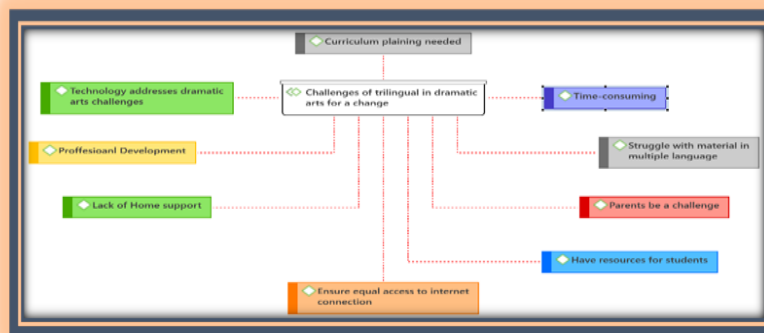 Curriculum plaining needed
Technology addresses dramatic
arts challenges
Challenges of trilingual in dramatic
arts for a change
Time-consuming
Proffesioanl Development
Struggle with material in
multiple language
Lack of Home support
Parents be a challenge
Have resources for students
Ensure equal access to internet
connection